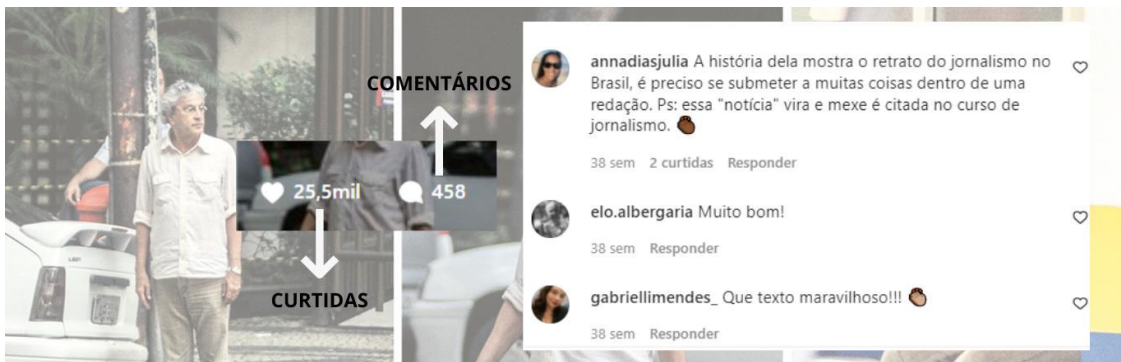 COMENTÁRIOS
25,5mil 458
CURTIDAS
annadiasjulia A história dela mostra o retrato do jornalismo no
Brasil, é preciso se submeter a muitas coisas dentro de uma
redação. Ps: essa "notícia" vira e mexe é citada no curso de
jornalismo.
38 sem 2 curtidas Responder
elo.albergaria Muito bom!
38 sem Responder
gabriellimendes_ Que texto maravilhoso!!!
38 sem Responder